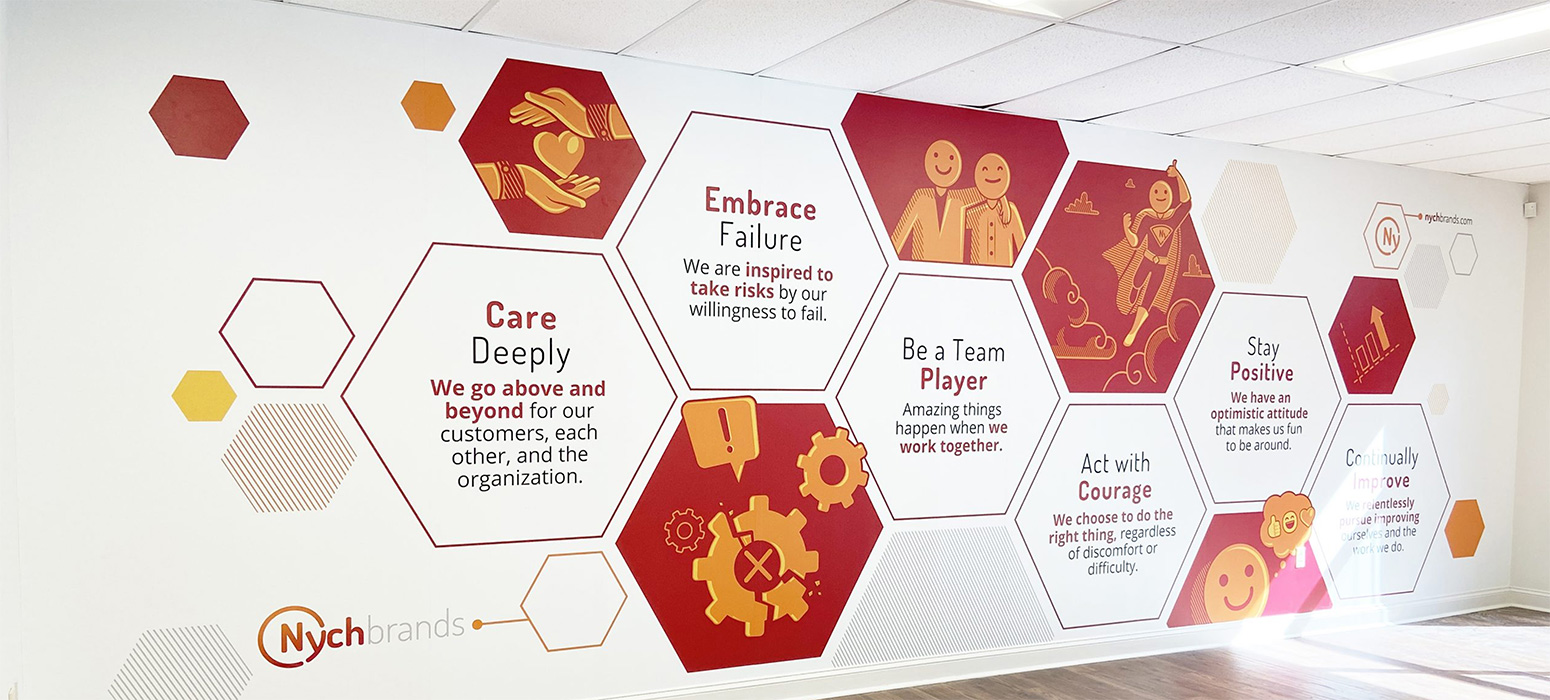 Care
Deeply
We go above and
beyond for our
customers, each
other, and the
organization.
Embrace
Failure
We are inspired to
take risks by our
willingness to fail.
Be a Team
Player
Amazing things
happen when we
work together.
Act with
Courage
We choose to do the
right thing, regardless
of discomfort or
difficulty.
Stay
Positive
We have an
optimistic attitude
that makes us fun
to be around.
Continually
Improve
We relentlessly
pursue improving
ourselves and the
work we do.
Ny
nychbrands.com
N
Nychbrands